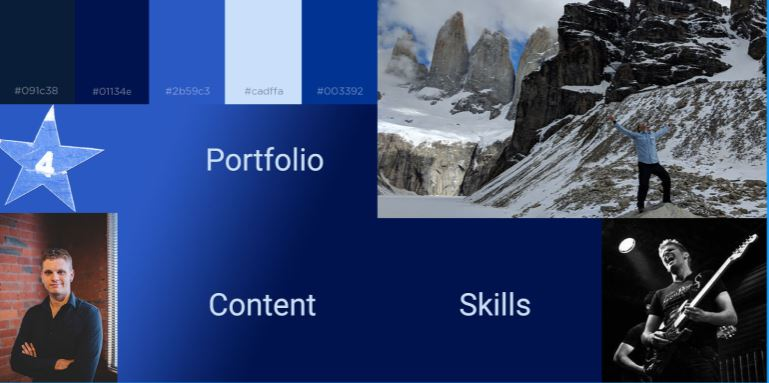 #091c38 #01134e #2b59c3 #cadffa #003392
4
Portfolio
Content
Skills